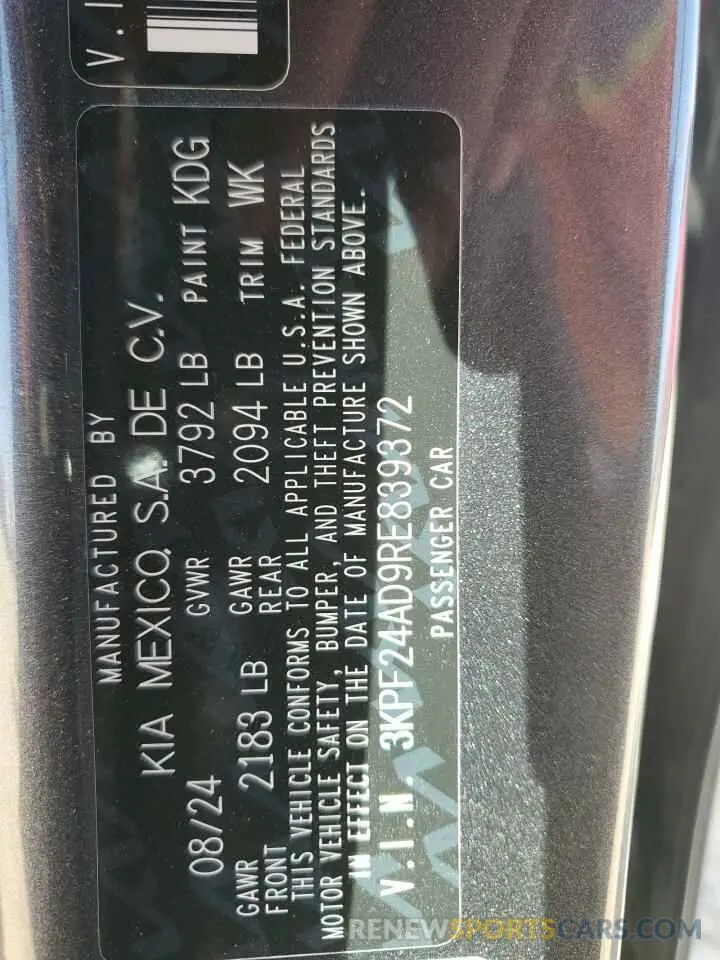 V.I
MANUFACTURED BY
KIA MEXICO, S.A. DE C.V.
08/24 GVWR 3792 LB PAINT KDG
GAWR FRONT 2183 LB GAWR REAR 2094 LB TRIM WK
THIS VEHICLE CONFORMS TO ALL APPLICABLE U.S.A. FEDERAL
MOTOR VEHICLE SAFETY, BUMPER, AND THEFT PREVENTION STANDARDS
IN EFFECT ON THE DATE OF MANUFACTURE SHOWN ABOVE.
V.I.N. 3KPF24AD9RE839372
PASSENGER CAR
RENEWSPORTSCARS.COM